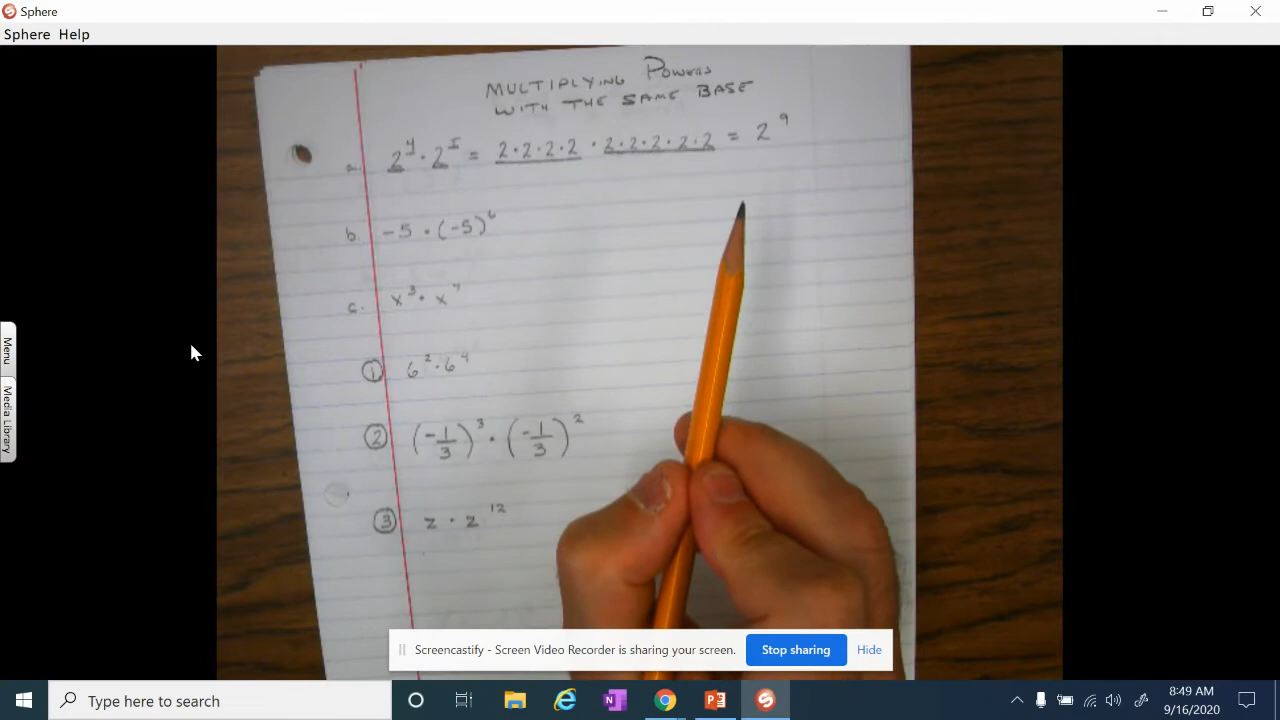 Sphere
Sphere Help
MULTIPLYING POWERS
WITH THE SAME BASE
a. 2⁴ · 2⁵ = 2·2·2·2 · 2·2·2·2·2 = 2⁹
b. -5 · (-5)⁶
c. x³ · x⁷
① 6² · 6⁴
② (-1/3)³ · (-1/3)²
③ z · z¹²
Menu
Media Library
Screencastify - Screen Video Recorder is sharing your screen. Stop sharing Hide
Type here to search
8:49 AM
9/16/2020